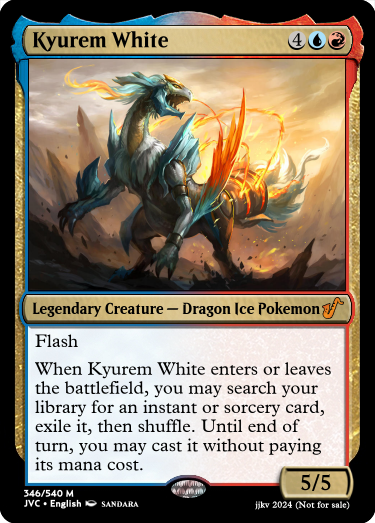 Kyurem White 4
Legendary Creature — Dragon Ice Pokemon
Flash
When Kyurem White enters or leaves
the battlefield, you may search your
library for an instant or sorcery card,
exile it, then shuffle. Until end of
turn, you may cast it without paying
its mana cost.
5/5
346/540 M
JVC • English SANDARA
jjkv 2024 (Not for sale)